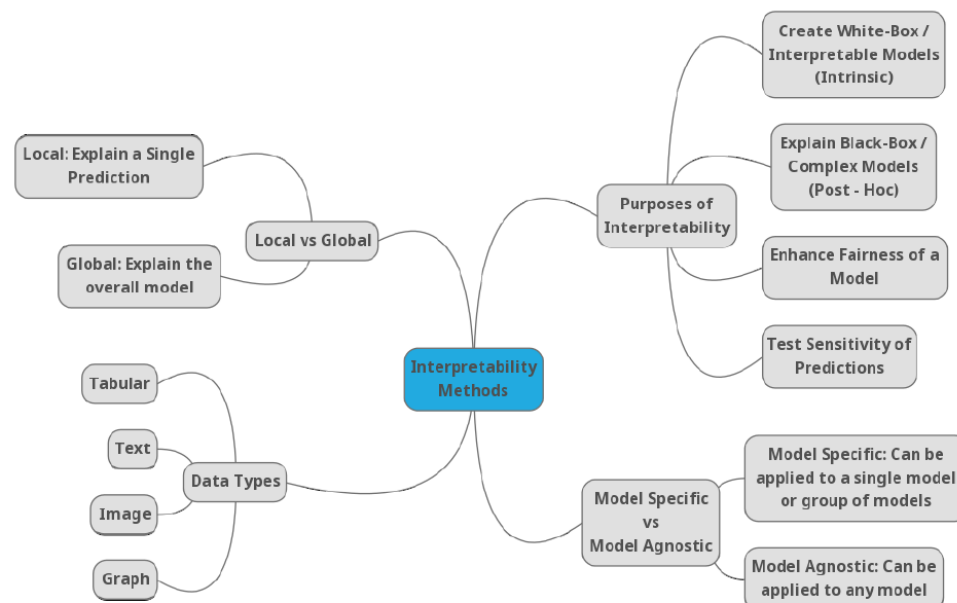 Interpretability
Methods
Local vs Global
Local: Explain a Single
Prediction
Global: Explain the
overall model
Data Types
Tabular
Text
Image
Graph
Purposes of
Interpretability
Create White-Box /
Interpretable Models
(Intrinsic)
Explain Black-Box /
Complex Models
(Post - Hoc)
Enhance Fairness of a
Model
Test Sensitivity of
Predictions
Model Specific
vs
Model Agnostic
Model Specific: Can be
applied to a single model
or group of models
Model Agnostic: Can be
applied to any model